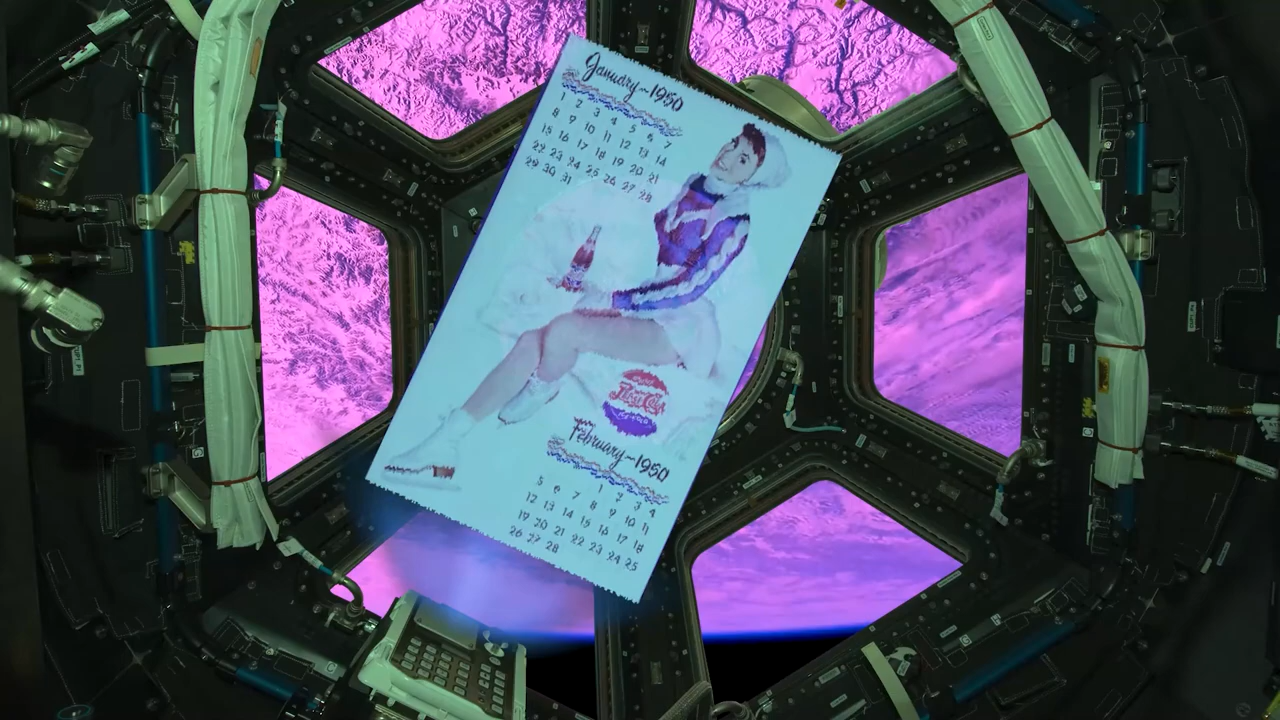 January~1950
1 2 3 4 5 6 7
8 9 10 11 12 13 14
15 16 17 18 19 20 21
22 23 24 25 26 27 28
29 30 31
Pepsi-Cola
February~1950
1 2 3 4
5 6 7 8 9 10 11
12 13 14 15 16 17 18
19 20 21 22 23 24 25
26 27 28